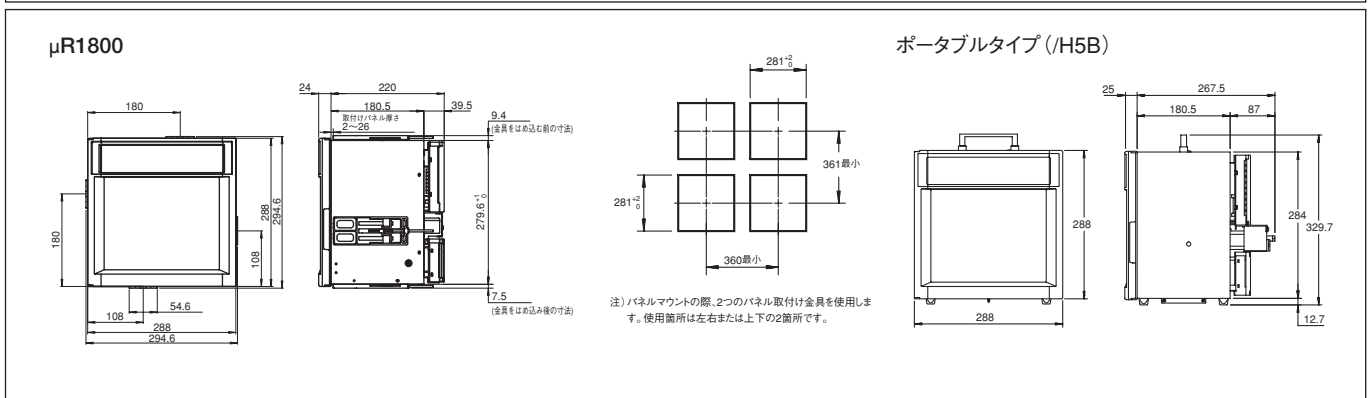 μR1800
ポータブルタイプ(/H5B)
24
220
180
180.5
39.5
取付けパネル厚さ
2〜26
9.4
(金具をはめ込む前の寸法)
180
108
288
294.6
279.6 +1 0
54.6
108
288
294.6
7.5
(金具をはめ込み後の寸法)
281 +2 0
361最小
281 +2 0
360最小
注)パネルマウントの際、2つのパネル取付け金具を使用しま
す。使用箇所は左右または上下の2箇所です。
25
267.5
180.5
87
288
288
284
329.7
12.7